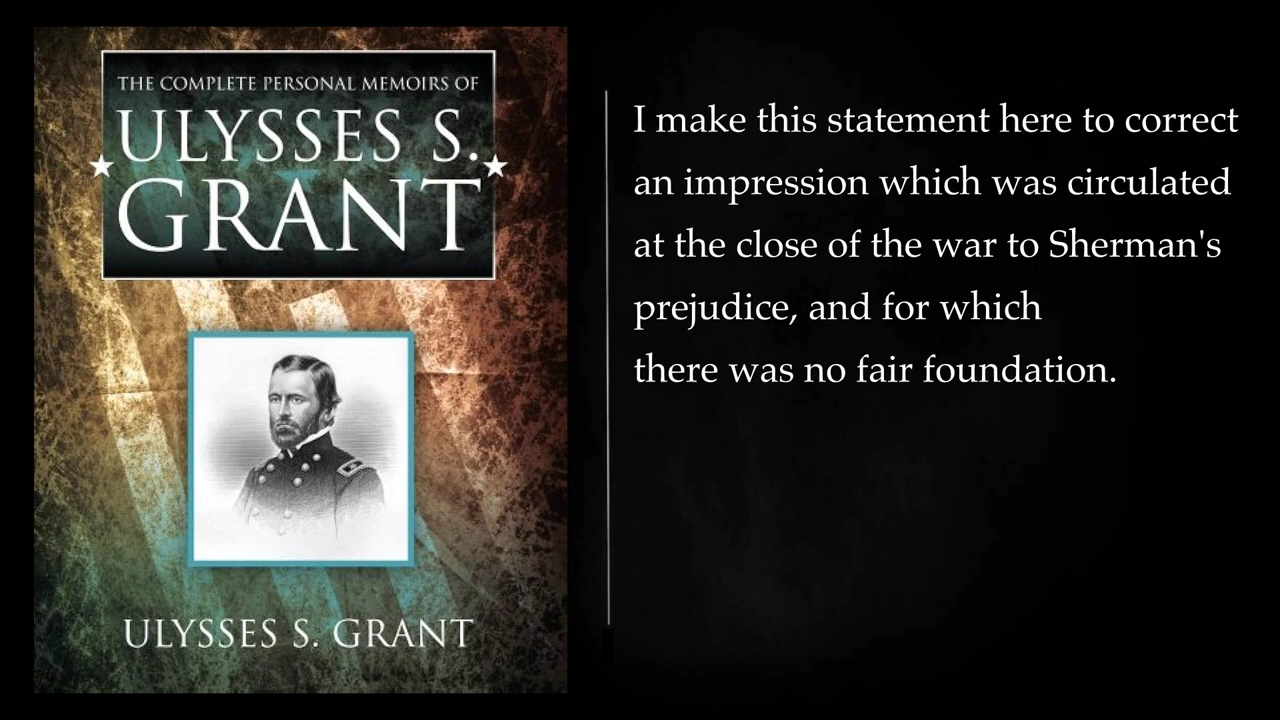 THE COMPLETE PERSONAL MEMOIRS OF
ULYSSES S.
GRANT
ULYSSES S. GRANT
I make this statement here to correct
an impression which was circulated
at the close of the war to Sherman's
prejudice, and for which
there was no fair foundation.